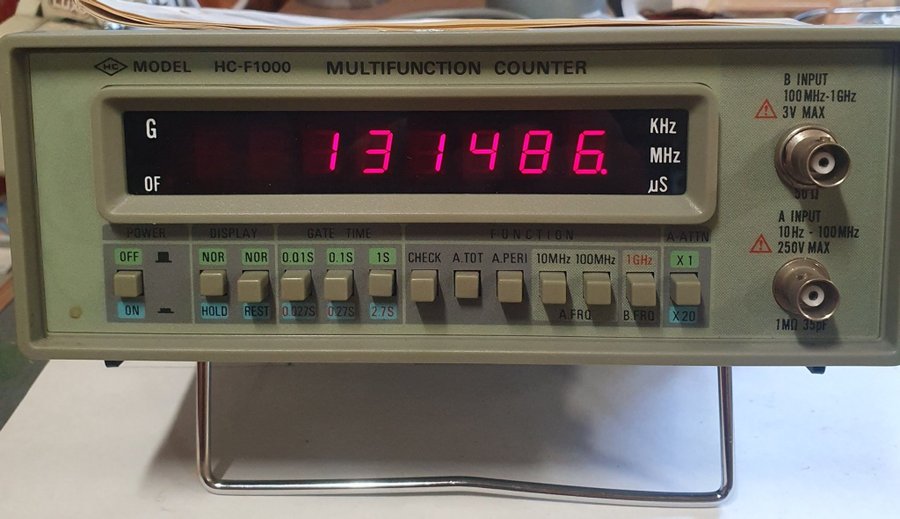 HC MODEL HC-F1000 MULTIFUNCTION COUNTER
G
OF
131486.
KHz
MHz
µS
B INPUT
100MHz-1GHz
3V MAX
50Ω
A INPUT
10Hz - 100MHz
250V MAX
1MΩ 35pF
POWER DISPLAY GATE TIME FUNCTION A-ATTN
OFF NOR NOR 0.01S 0.1S 1S CHECK A.TOT A.PERI 10MHz 100MHz 1GHz X1
ON HOLD REST 0.027S 0.27S 2.7S A.FRQ B.FRQ X20